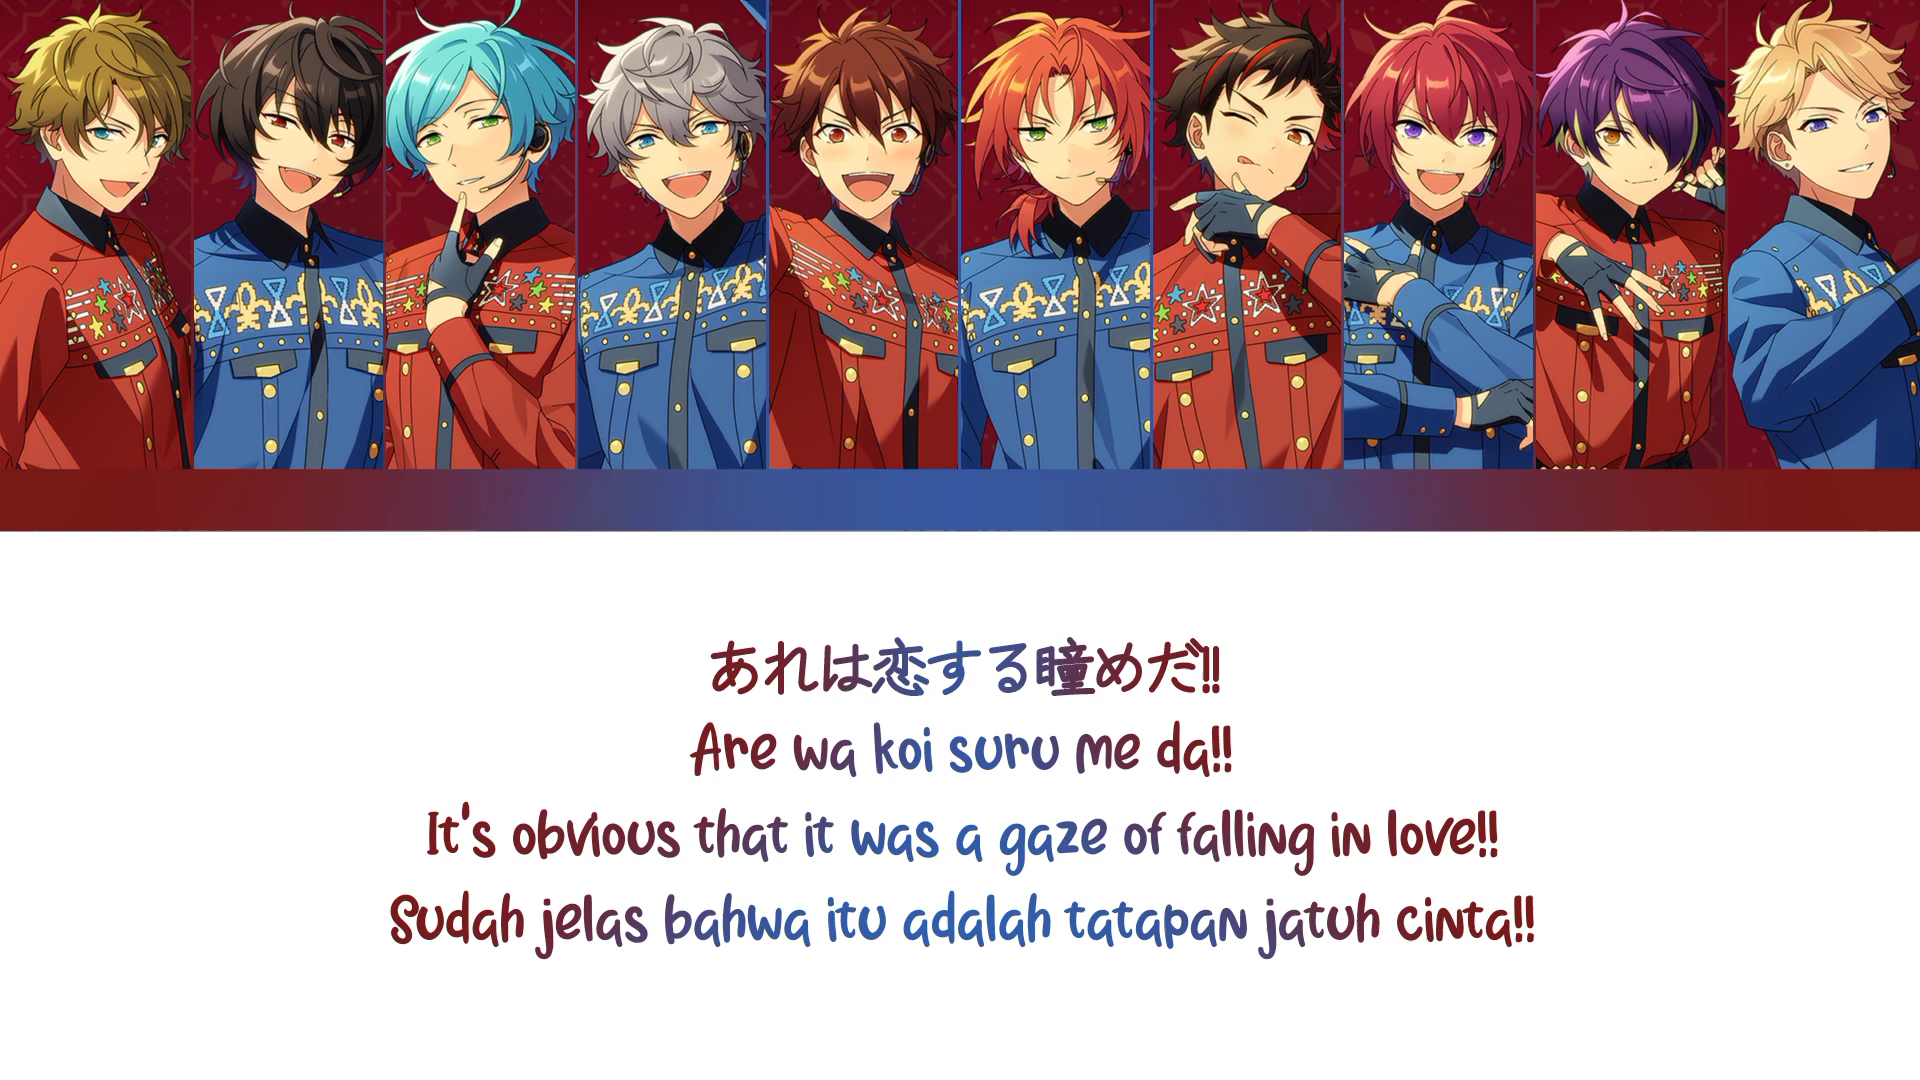 あれは恋する瞳めだ!!
Are wa koi suru me da!!
It's obvious that it was a gaze of falling in love!!
Sudah jelas bahwa itu adalah tatapan jatuh cinta!!